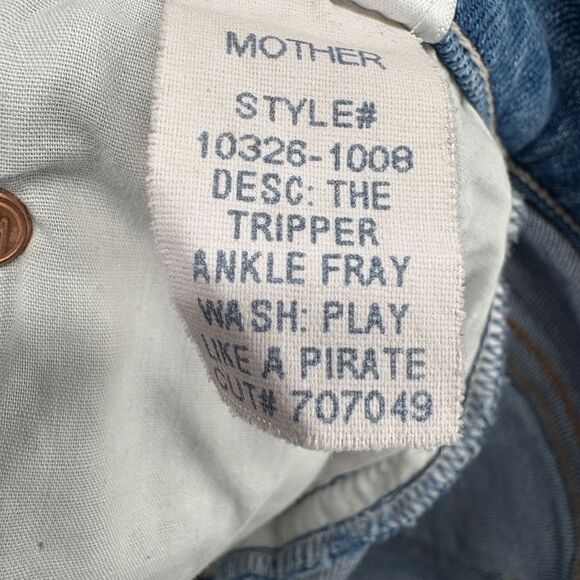 MOTHER
STYLE#
10326-1008
DESC: THE
TRIPPER
ANKLE FRAY
WASH: PLAY
LIKE A PIRATE
CUT# 707049